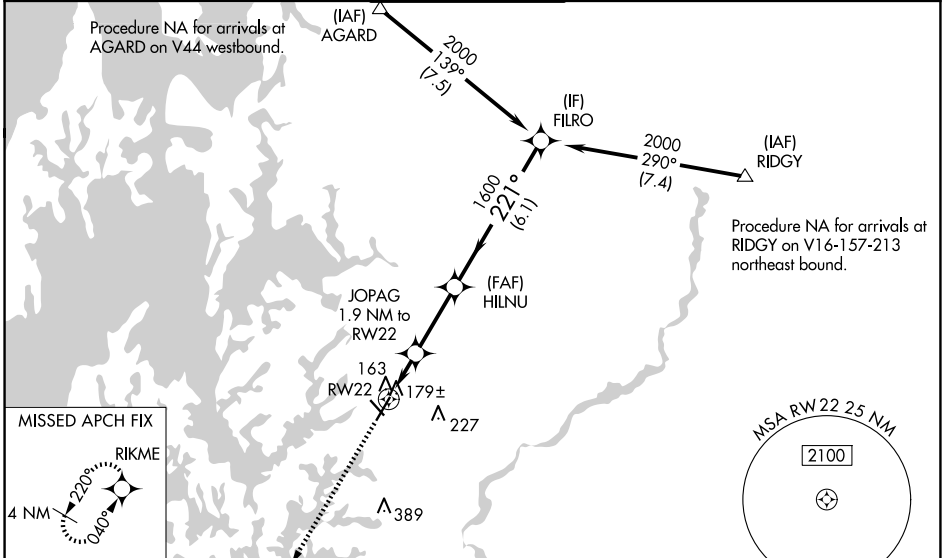 Procedure NA for arrivals at
AGARD on V44 westbound.
(IAF)
AGARD
2000
139°
(7.5)
(IF)
FILRO
2000
290°
(7.4)
(IAF)
RIDGY
1600
221°
(6.1)
Procedure NA for arrivals at
RIDGY on V16-157-213
northeast bound.
(FAF)
HILNU
JOPAG
1.9 NM to
RW22
163
RW22
179±
227
389
MISSED APCH FIX
RIKME
220°
4 NM
040°
MSA RW 22 25 NM
2100